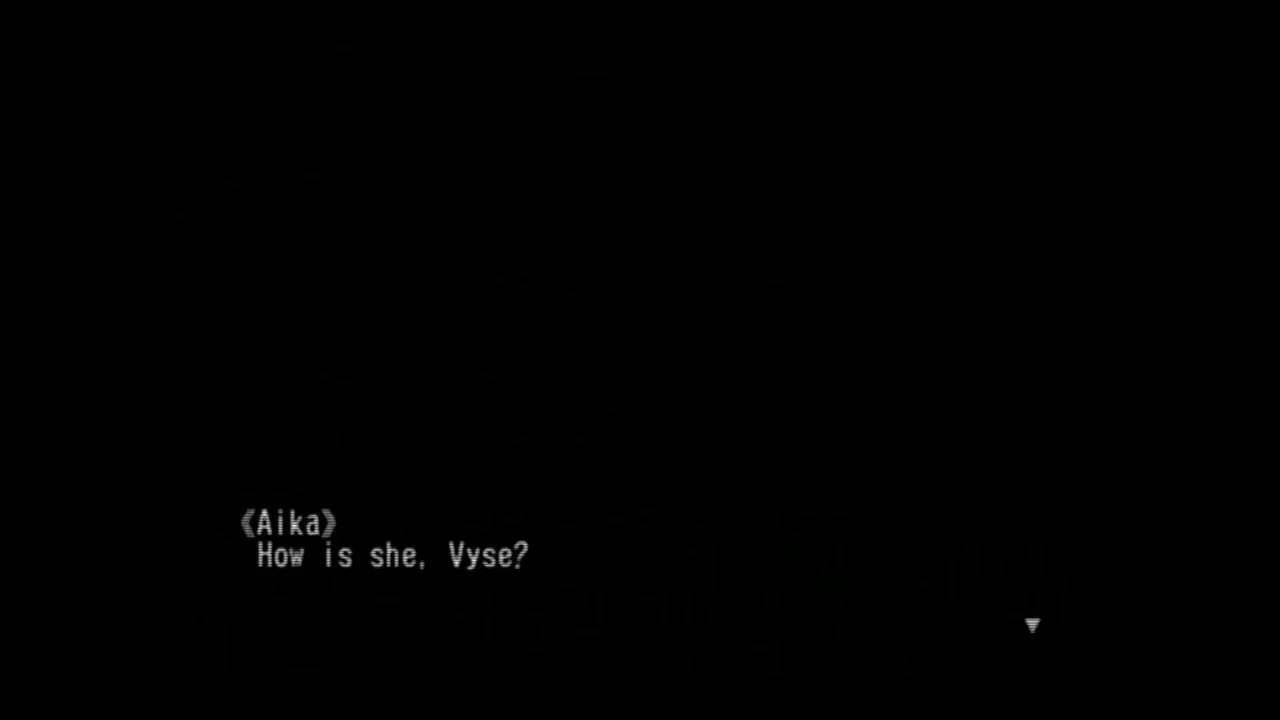 《Aika》
How is she, Vyse?